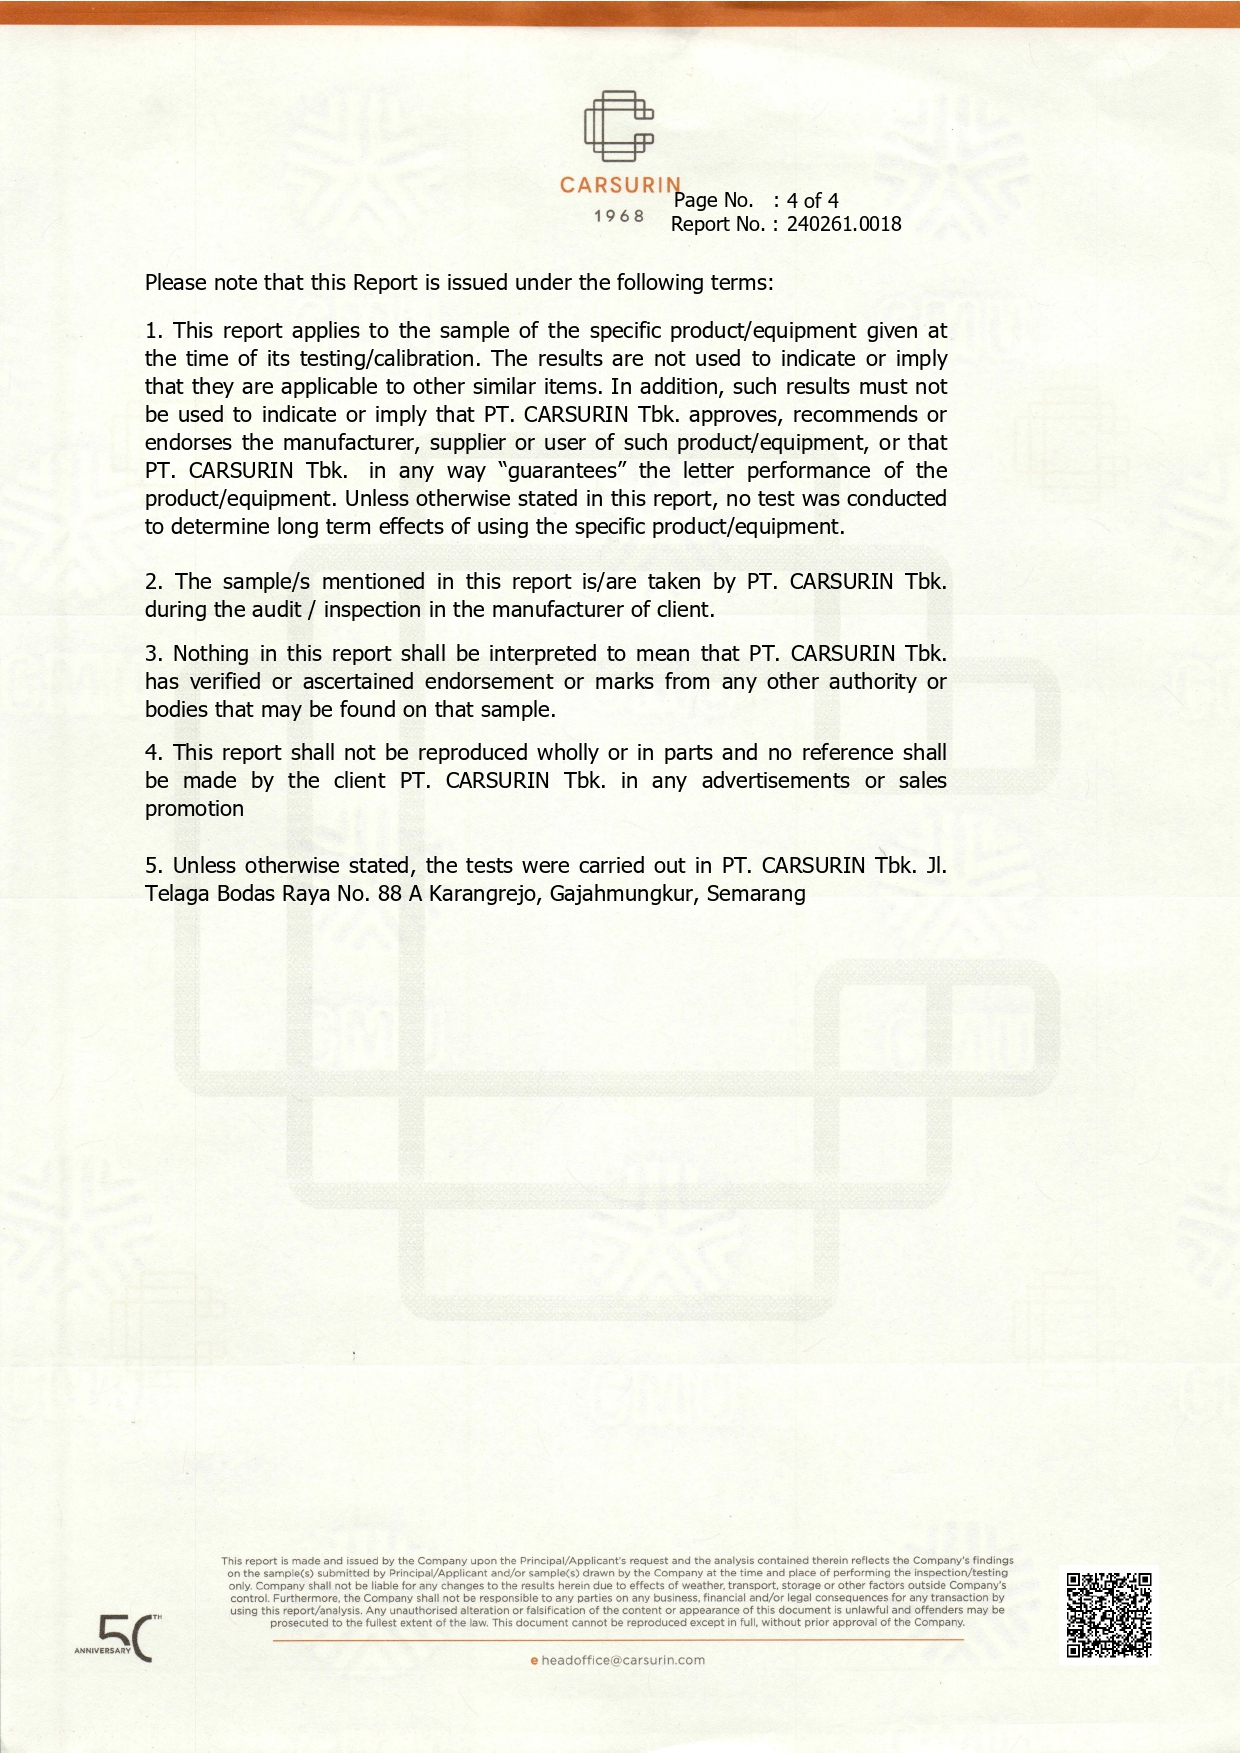 CARSURIN
1968
Page No. : 4 of 4
Report No. : 240261.0018
Please note that this Report is issued under the following terms:
1. This report applies to the sample of the specific product/equipment given at
the time of its testing/calibration. The results are not used to indicate or imply
that they are applicable to other similar items. In addition, such results must not
be used to indicate or imply that PT. CARSURIN Tbk. approves, recommends or
endorses the manufacturer, supplier or user of such product/equipment, or that
PT. CARSURIN Tbk. in any way “guarantees” the letter performance of the
product/equipment. Unless otherwise stated in this report, no test was conducted
to determine long term effects of using the specific product/equipment.
2. The sample/s mentioned in this report is/are taken by PT. CARSURIN Tbk.
during the audit / inspection in the manufacturer of client.
3. Nothing in this report shall be interpreted to mean that PT. CARSURIN Tbk.
has verified or ascertained endorsement or marks from any other authority or
bodies that may be found on that sample.
4. This report shall not be reproduced wholly or in parts and no reference shall
be made by the client PT. CARSURIN Tbk. in any advertisements or sales
promotion
5. Unless otherwise stated, the tests were carried out in PT. CARSURIN Tbk. Jl.
Telaga Bodas Raya No. 88 A Karangrejo, Gajahmungkur, Semarang
This report is made and issued by the Company upon the Principal/Applicant's request and the analysis contained therein reflects the Company's findings
on the sample(s) submitted by Principal/Applicant and/or sample(s) drawn by the Company at the time and place of performing the inspection/testing
only. Company shall not be liable for any changes to the results herein due to effects of weather, transport, storage or other factors outside Company's
control. Furthermore, the Company shall not be responsible to any parties on any business, financial and/or legal consequences for any transaction by
using this report/analysis. Any unauthorised alteration or falsification of the content or appearance of this document is unlawful and offenders may be
prosecuted to the fullest extent of the law. This document cannot be reproduced except in full, without prior approval of the Company.
50TH
ANNIVERSARY
e headoffice@carsurin.com